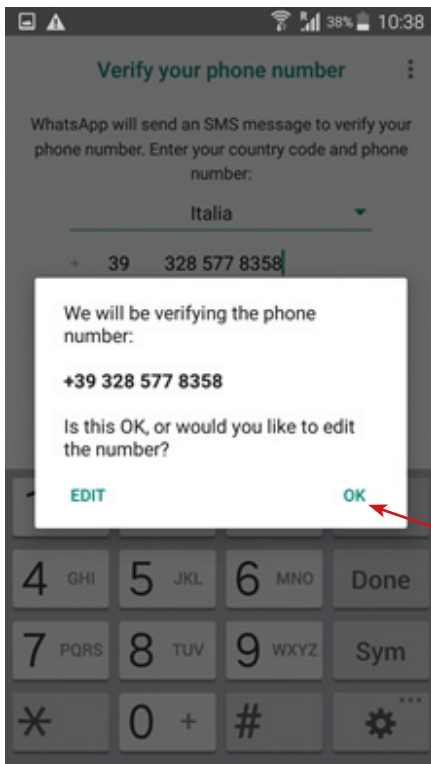 38% 10:38
Verify your phone number
WhatsApp will send an SMS message to verify your
phone number. Enter your country code and phone
number:
Italia
+ 39 328 577 8358
We will be verifying the phone
number:
+39 328 577 8358
Is this OK, or would you like to edit
the number?
EDIT OK
4 GHI 5 JKL 6 MNO Done
7 PQRS 8 TUV 9 WXYZ Sym
* 0 + # ...